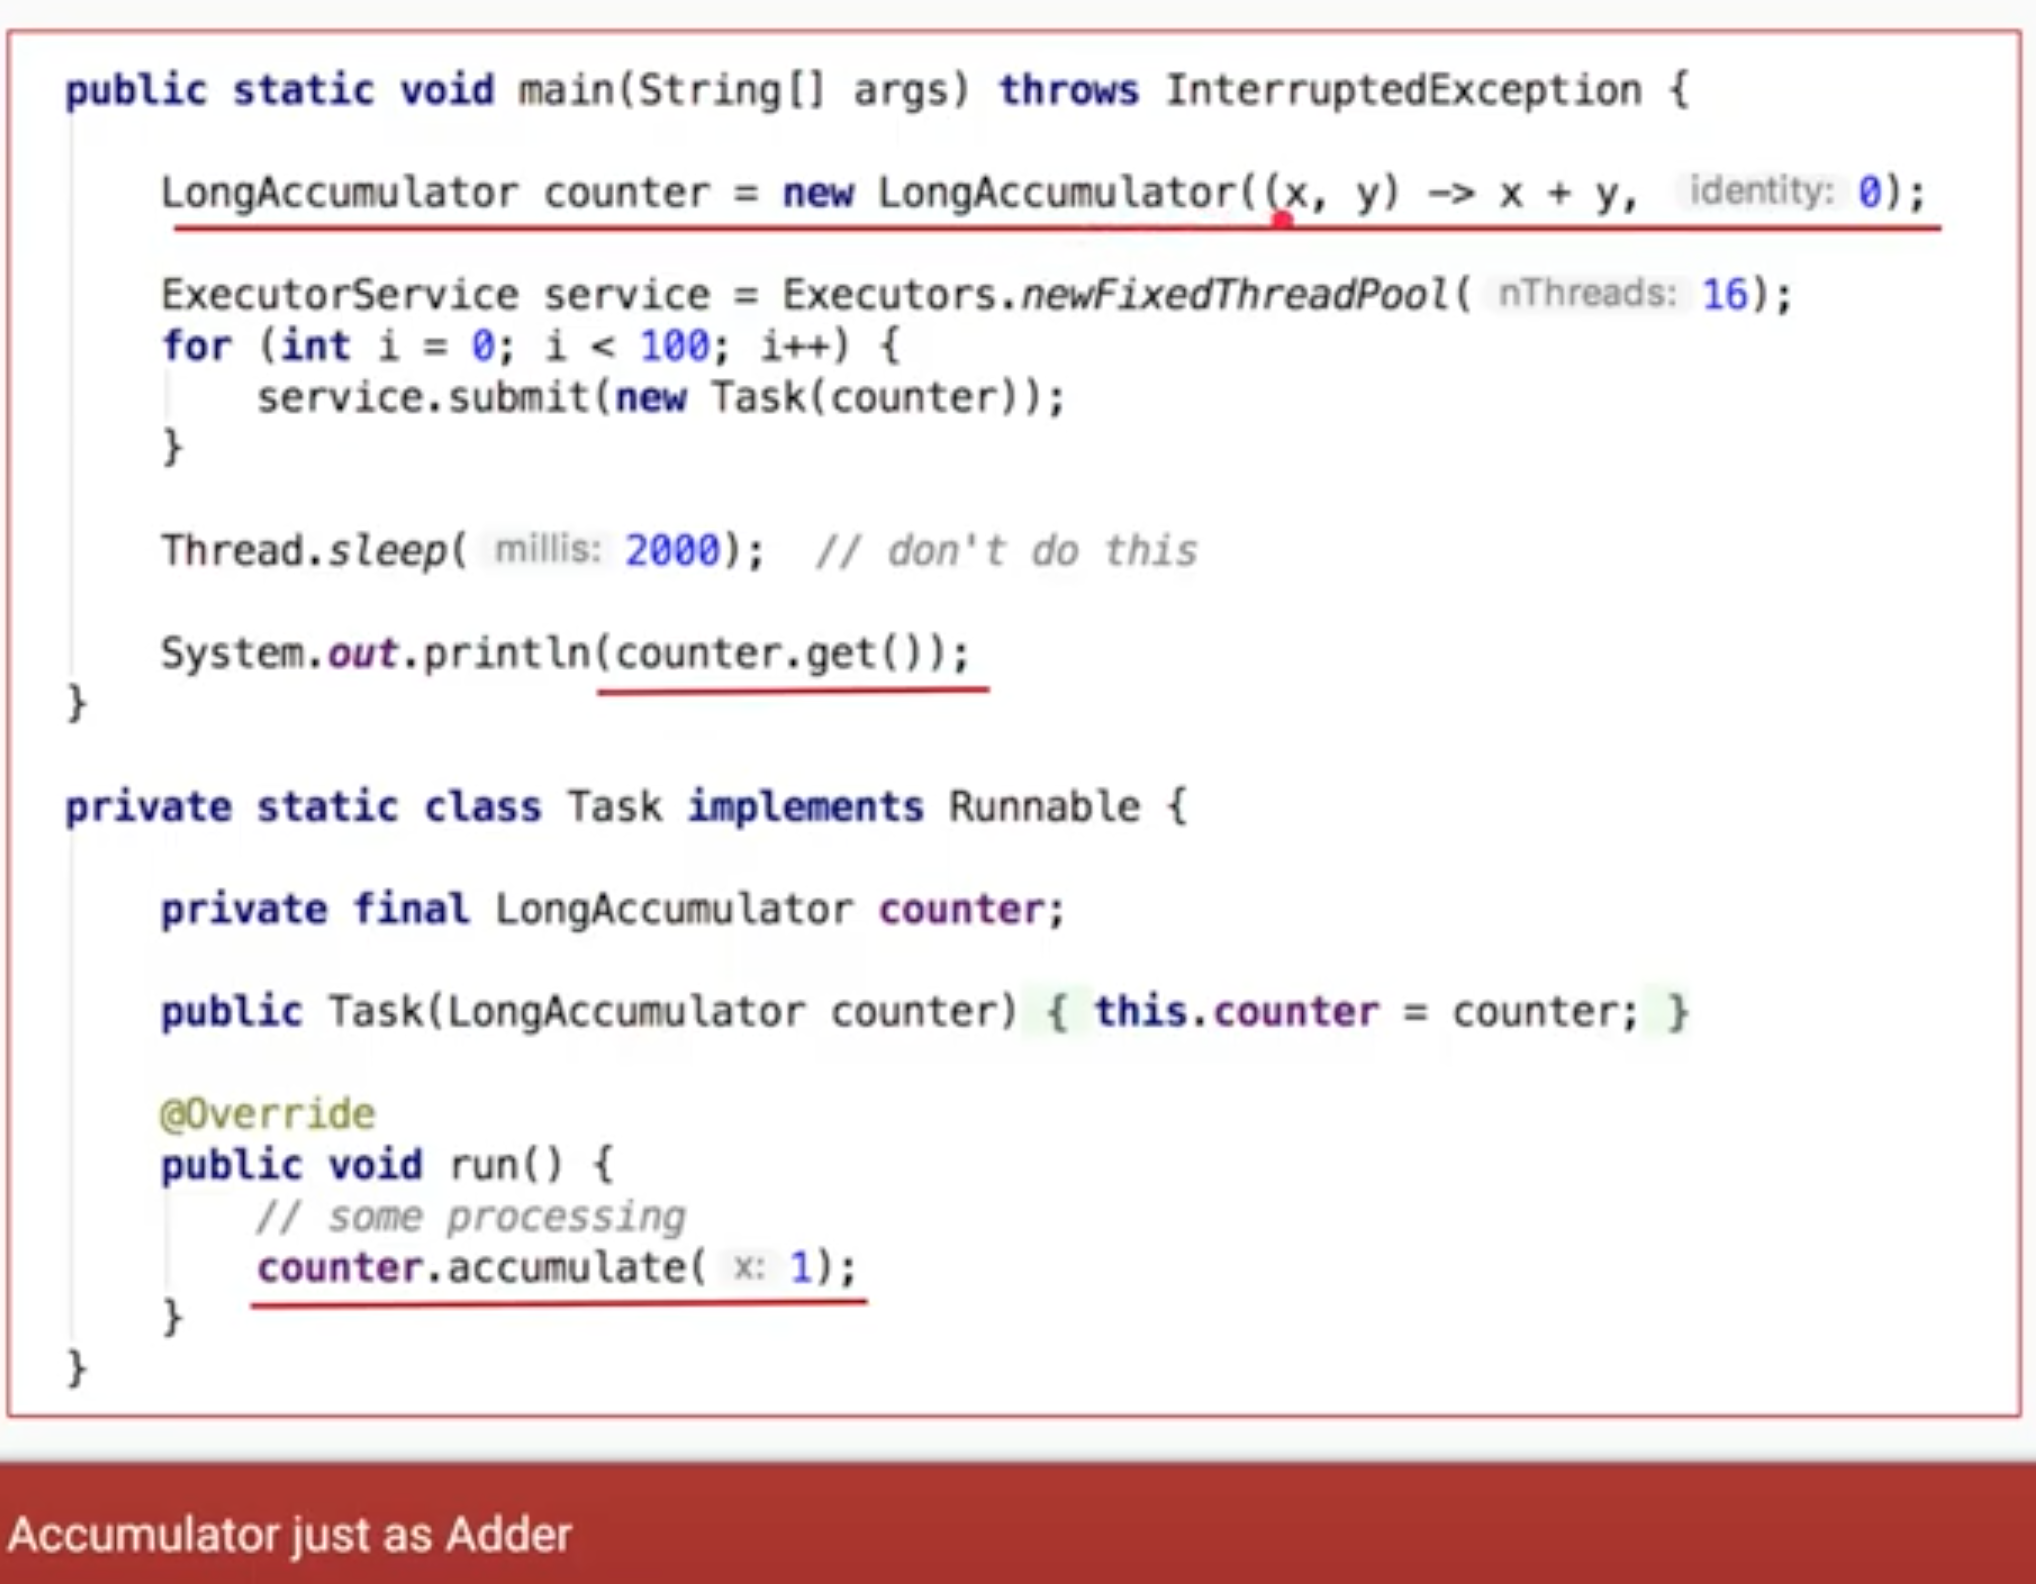 public static void main(String[] args) throws InterruptedException {
LongAccumulator counter = new LongAccumulator((x, y) -> x + y, identity: 0);
ExecutorService service = Executors.newFixedThreadPool( nThreads: 16);
for (int i = 0; i < 100; i++) {
service.submit(new Task(counter));
}
Thread.sleep( millis: 2000); // don't do this
System.out.println(counter.get());
}
private static class Task implements Runnable {
private final LongAccumulator counter;
public Task(LongAccumulator counter) { this.counter = counter; }
@Override
public void run() {
// some processing
counter.accumulate( x: 1);
}
}
Accumulator just as Adder